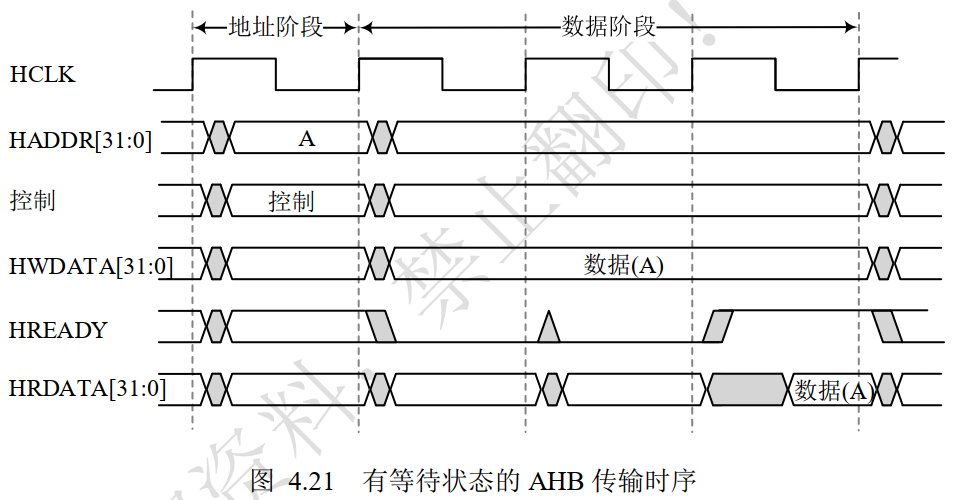 地址阶段 数据阶段
HCLK
HADDR[31:0] A
控制 控制
HWDATA[31:0] 数据(A)
HREADY
HRDATA[31:0] 数据(A)
图 4.21 有等待状态的 AHB 传输时序
资料，禁止翻印！